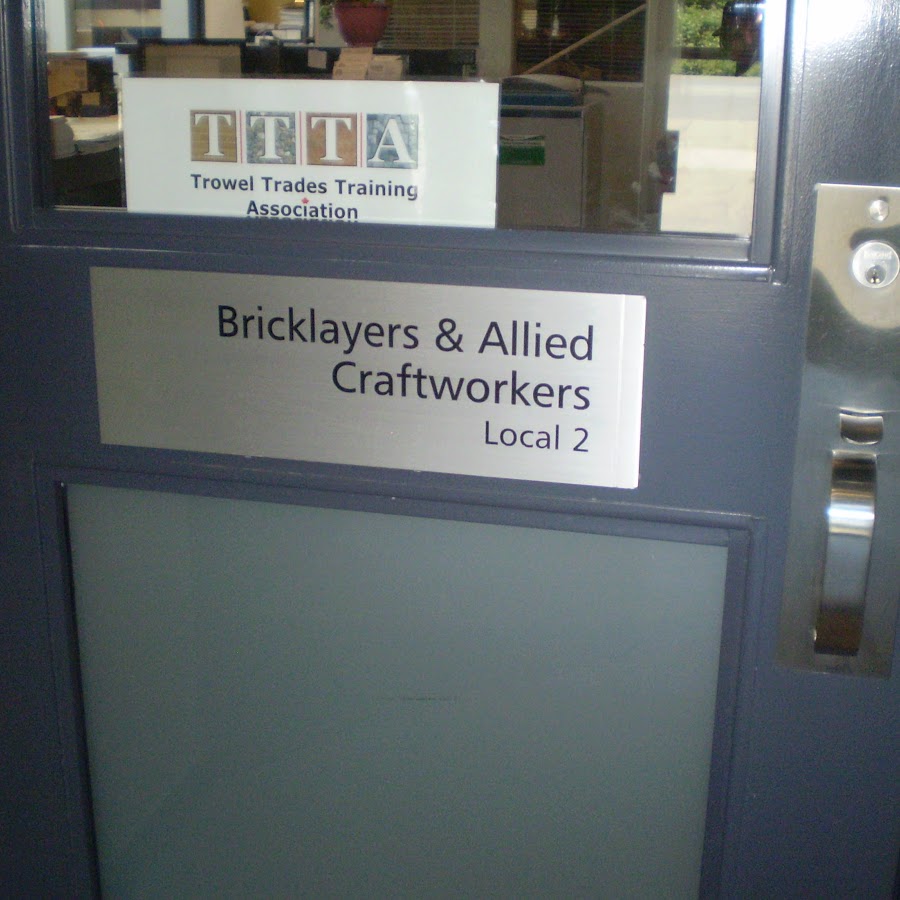 TTTA
Trowel Trades Training
Association
Bricklayers & Allied
Craftworkers
Local 2